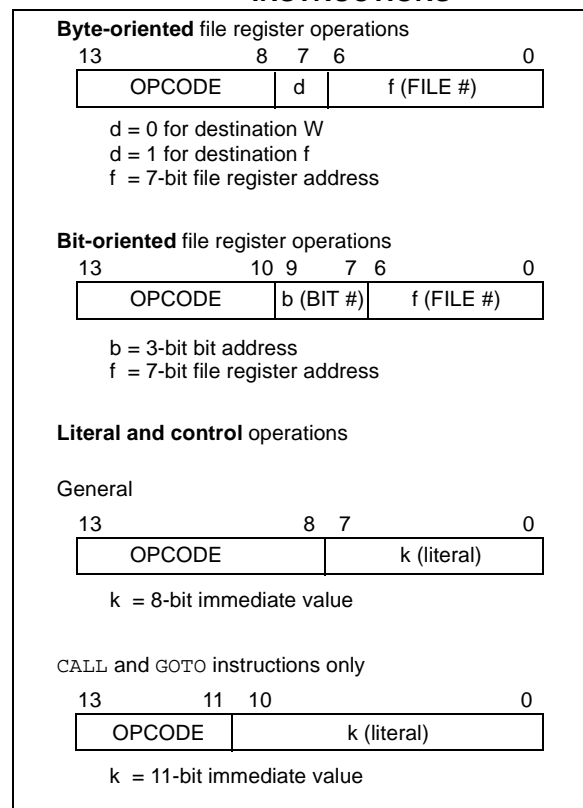 Byte-oriented file register operations
13 8 7 6 0
OPCODE d f (FILE #)
d = 0 for destination W
d = 1 for destination f
f = 7-bit file register address
Bit-oriented file register operations
13 10 9 7 6 0
OPCODE b (BIT #) f (FILE #)
b = 3-bit bit address
f = 7-bit file register address
Literal and control operations
General
13 8 7 0
OPCODE k (literal)
k = 8-bit immediate value
CALL and GOTO instructions only
13 11 10 0
OPCODE k (literal)
k = 11-bit immediate value